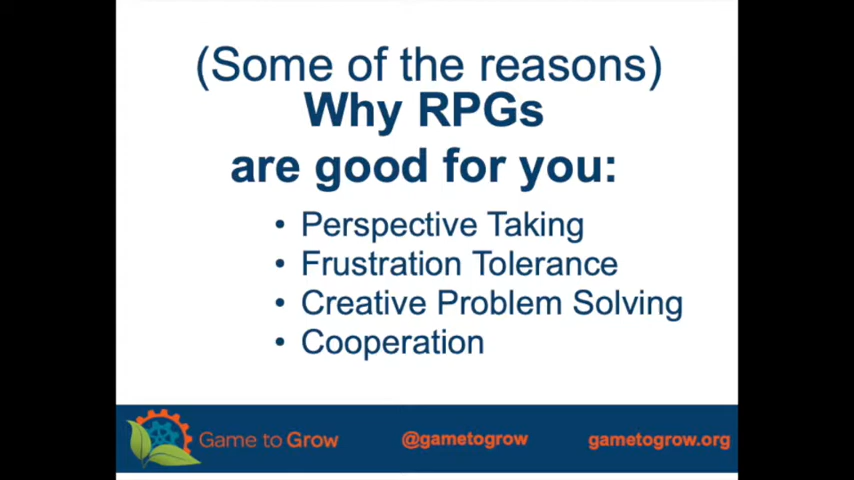 (Some of the reasons)
Why RPGs
are good for you:
• Perspective Taking
• Frustration Tolerance
• Creative Problem Solving
• Cooperation
Game to Grow @gametogrow gametogrow.org